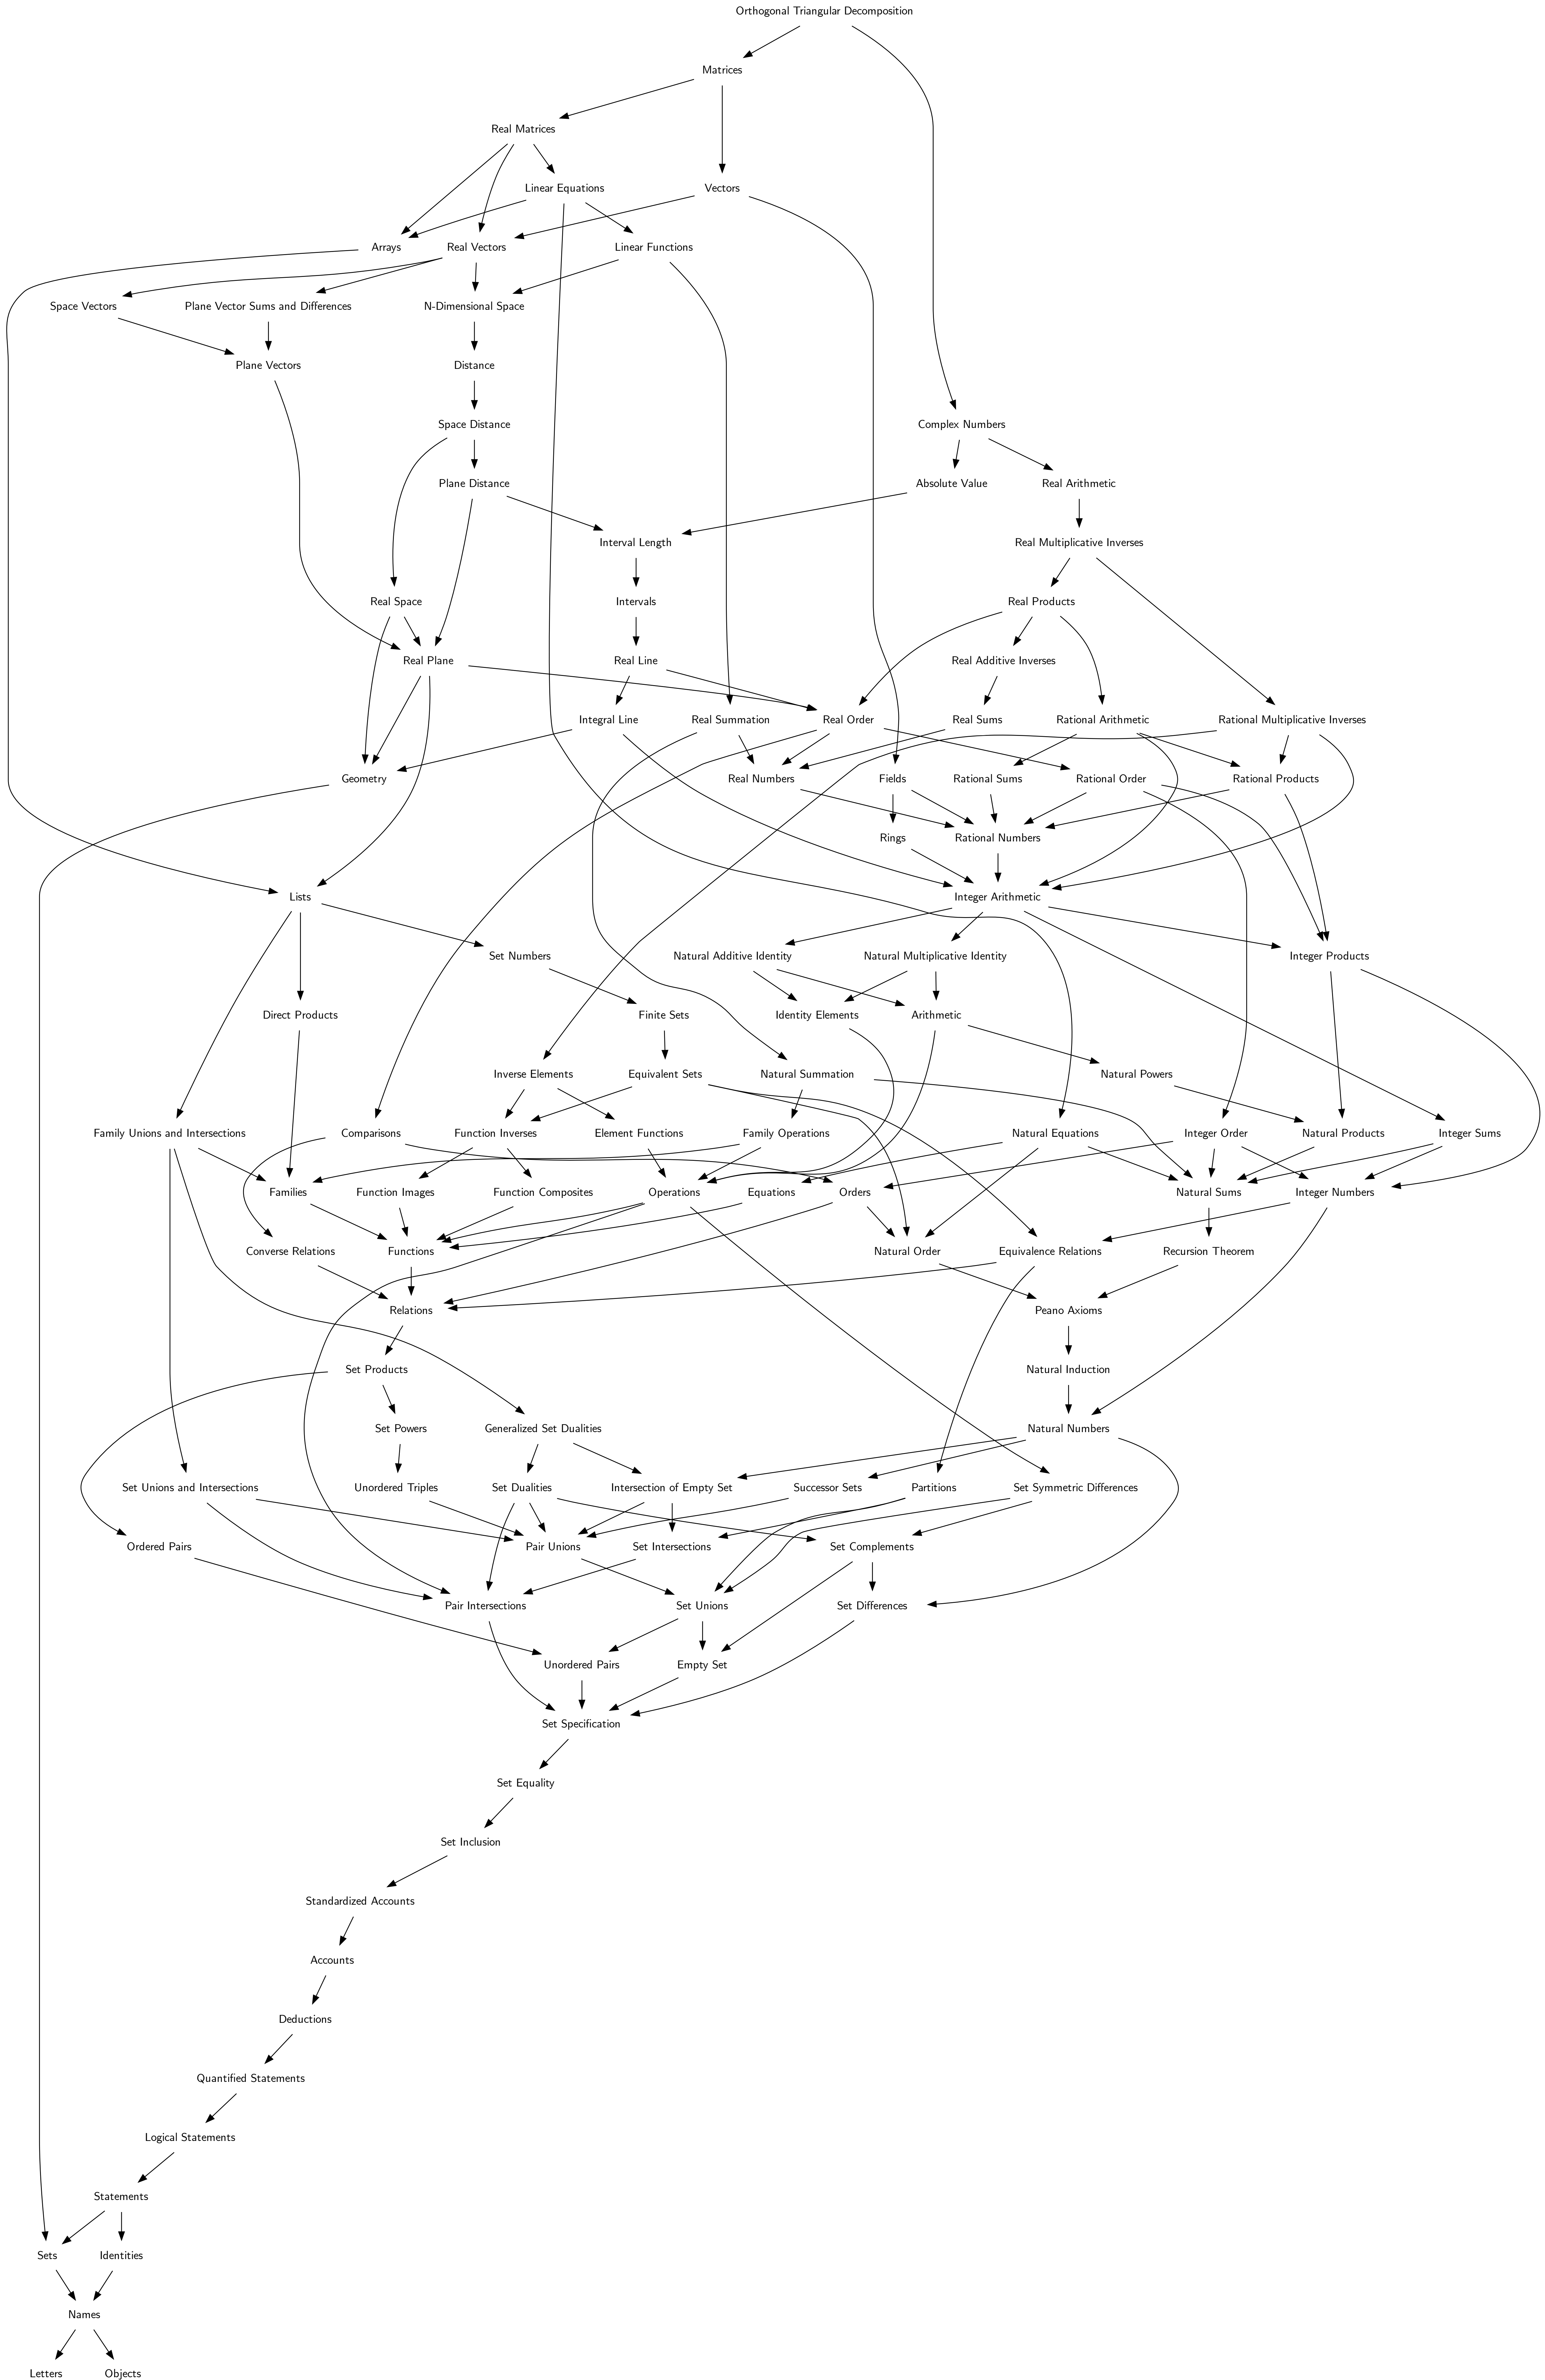 Orthogonal Triangular Decomposition
Matrices
Real Matrices
Linear Equations
Vectors
Arrays
Real Vectors
Linear Functions
Space Vectors
Plane Vector Sums and Differences
N-Dimensional Space
Plane Vectors
Distance
Space Distance
Complex Numbers
Plane Distance
Absolute Value
Real Arithmetic
Interval Length
Real Multiplicative Inverses
Real Space
Intervals
Real Products
Real Plane
Real Line
Real Additive Inverses
Integral Line
Real Summation
Real Order
Real Sums
Rational Arithmetic
Rational Multiplicative Inverses
Geometry
Real Numbers
Fields
Rational Sums
Rational Order
Rational Products
Rings
Rational Numbers
Lists
Integer Arithmetic
Set Numbers
Natural Additive Identity
Natural Multiplicative Identity
Integer Products
Direct Products
Finite Sets
Identity Elements
Arithmetic
Inverse Elements
Equivalent Sets
Natural Summation
Natural Powers
Family Unions and Intersections
Comparisons
Function Inverses
Element Functions
Family Operations
Natural Equations
Integer Order
Natural Products
Integer Sums
Families
Function Images
Function Composites
Operations
Equations
Orders
Natural Sums
Integer Numbers
Converse Relations
Functions
Natural Order
Equivalence Relations
Recursion Theorem
Relations
Peano Axioms
Set Products
Natural Induction
Set Powers
Generalized Set Dualities
Natural Numbers
Set Unions and Intersections
Unordered Triples
Set Dualities
Intersection of Empty Set
Successor Sets
Partitions
Set Symmetric Differences
Ordered Pairs
Pair Unions
Set Intersections
Set Complements
Pair Intersections
Set Unions
Set Differences
Unordered Pairs
Empty Set
Set Specification
Set Equality
Set Inclusion
Standardized Accounts
Accounts
Deductions
Quantified Statements
Logical Statements
Statements
Sets
Identities
Names
Letters
Objects